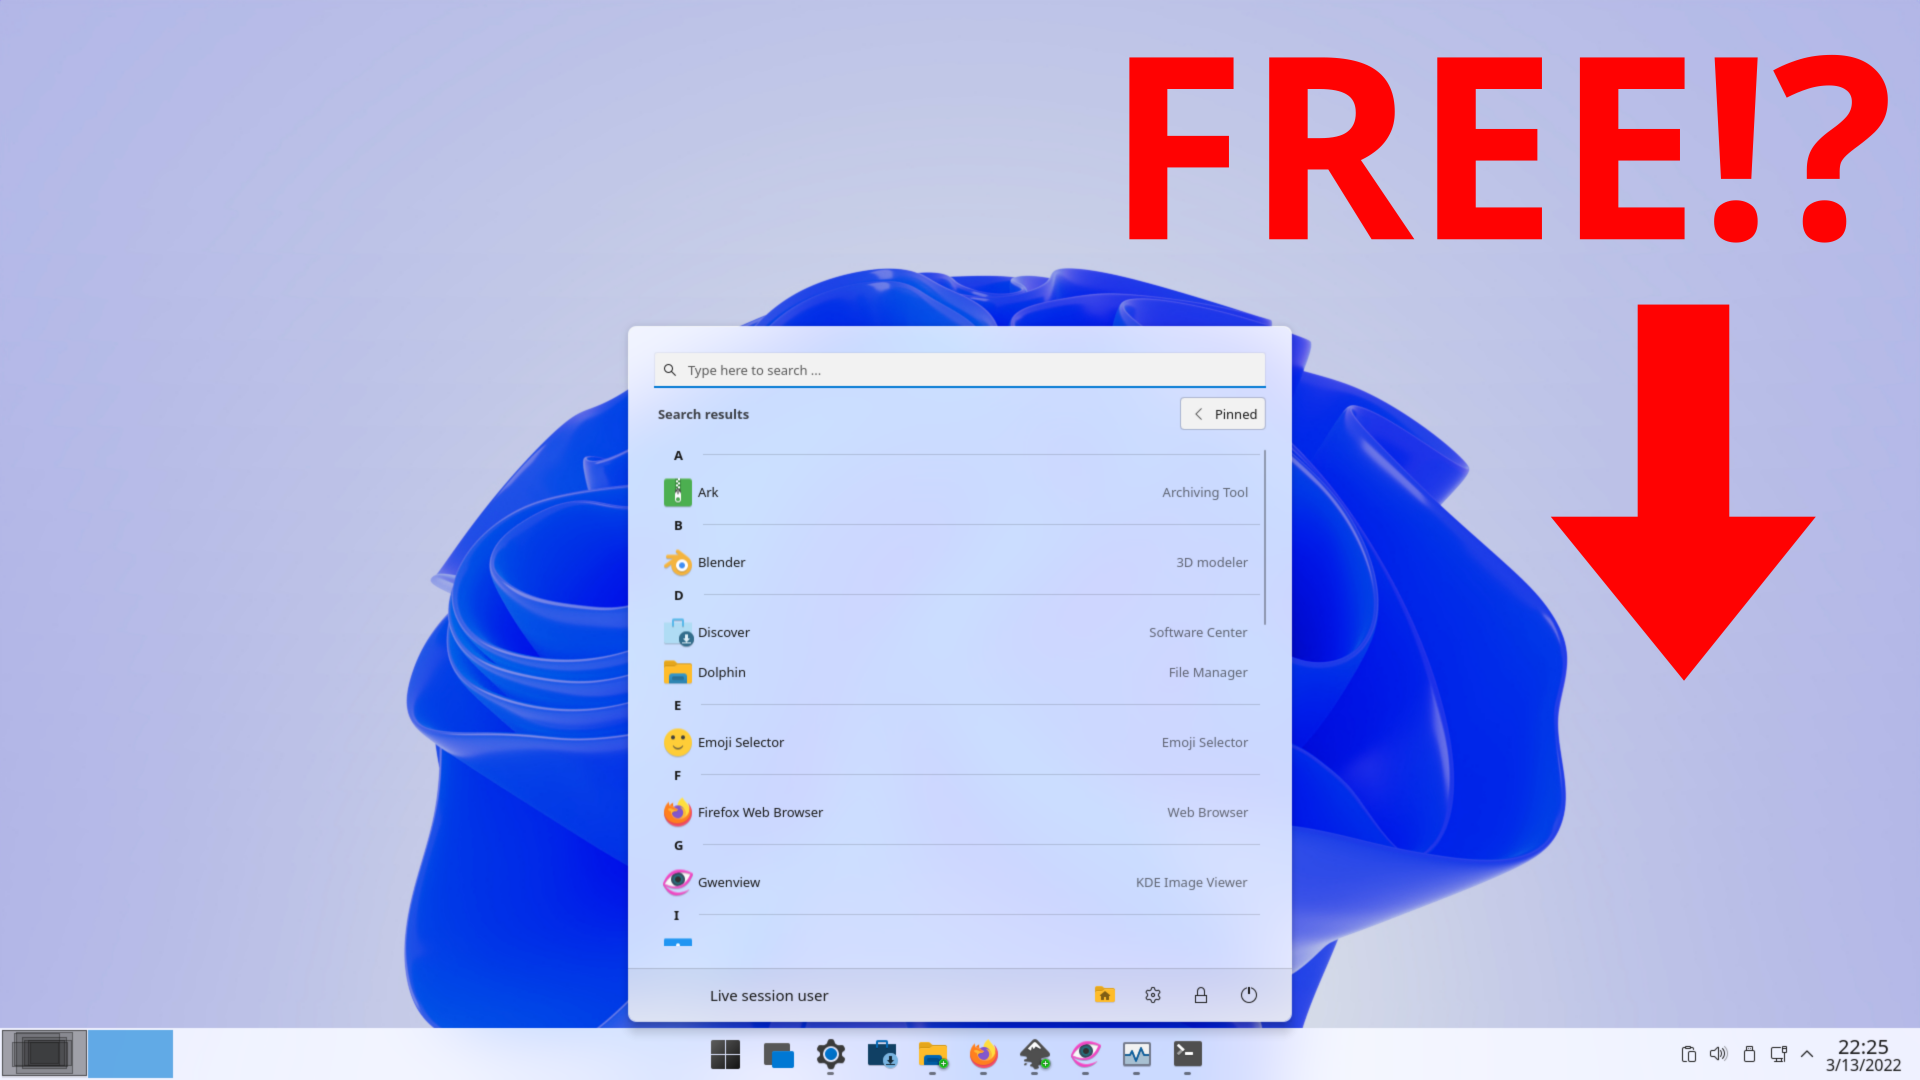 FREE!?
Type here to search ...
Search results
Pinned
A
Ark Archiving Tool
B
Blender 3D modeler
D
Discover Software Center
Dolphin File Manager
E
Emoji Selector Emoji Selector
F
Firefox Web Browser Web Browser
G
Gwenview KDE Image Viewer
I
Live session user
22:25
3/13/2022